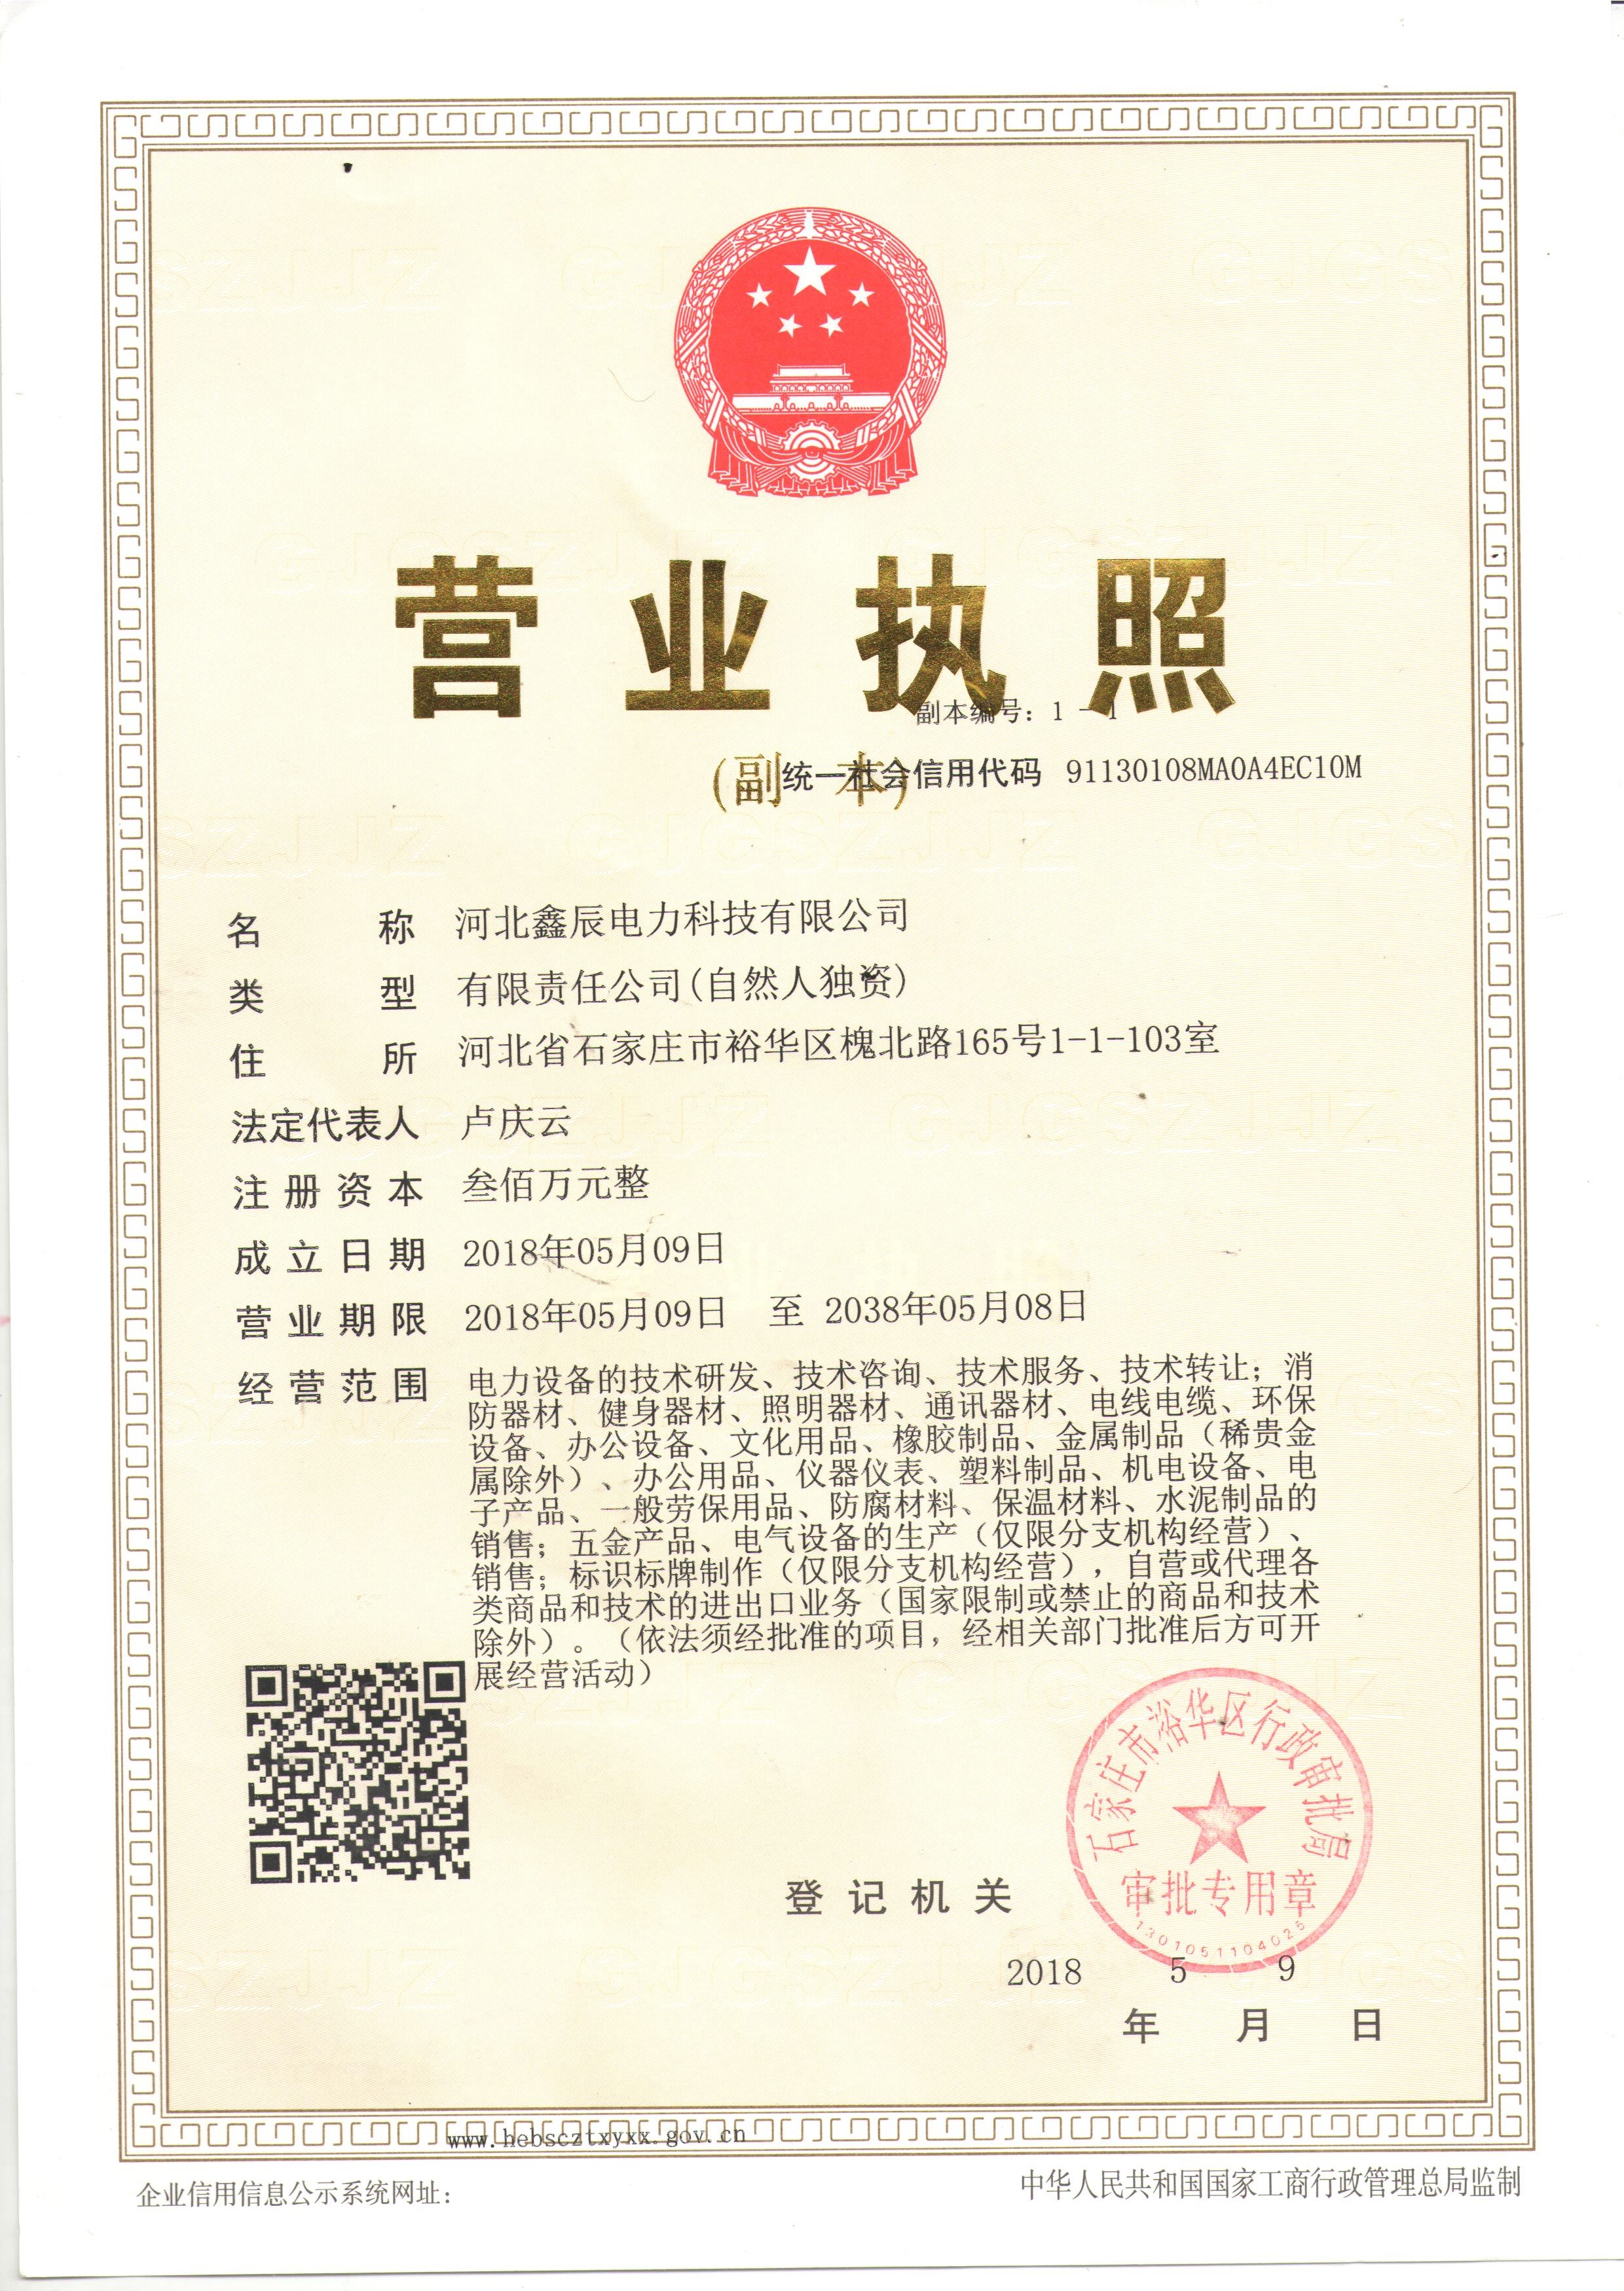 营业执照
副本编号：1－1
(副 本)
统一社会信用代码 91130108MA0A4EC10M
名称 河北鑫辰电力科技有限公司
类型 有限责任公司(自然人独资)
住所 河北省石家庄市裕华区槐北路165号1-1-103室
法定代表人 卢庆云
注册资本 叁佰万元整
成立日期 2018年05月09日
营业期限 2018年05月09日 至 2038年05月08日
经营范围 电力设备的技术研发、技术咨询、技术服务、技术转让；消
防器材、健身器材、照明器材、通讯器材、电线电缆、环保
设备、办公设备、文化用品、橡胶制品、金属制品（稀贵金
属除外）、办公用品、仪器仪表、塑料制品、机电设备、电
子产品、一般劳保用品、防腐材料、保温材料、水泥制品的
销售；五金产品、电气设备的生产（仅限分支机构经营）、
销售；标识标牌制作（仅限分支机构经营），自营或代理各
类商品和技术的进出口业务（国家限制或禁止的商品和技术
除外）。（依法须经批准的项目，经相关部门批准后方可开
展经营活动）
石家庄市裕华区行政审批局
审批专用章
1301051104025
登记机关
2018 5 9
年 月 日
www.hebscztxyxx.gov.cn
企业信用信息公示系统网址：
中华人民共和国国家工商行政管理总局监制